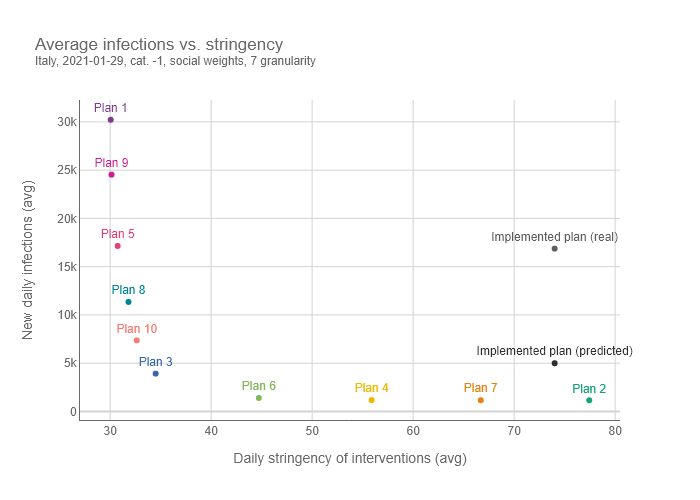 Average infections vs. stringency
Italy, 2021-01-29, cat. -1, social weights, 7 granularity
New daily infections (avg)
30k
25k
20k
15k
10k
5k
0
Plan 1
Plan 9
Plan 5
Implemented plan (real)
Plan 8
Plan 10
Implemented plan (predicted)
Plan 3
Plan 6
Plan 4
Plan 7
Plan 2
30
40
50
60
70
80
Daily stringency of interventions (avg)